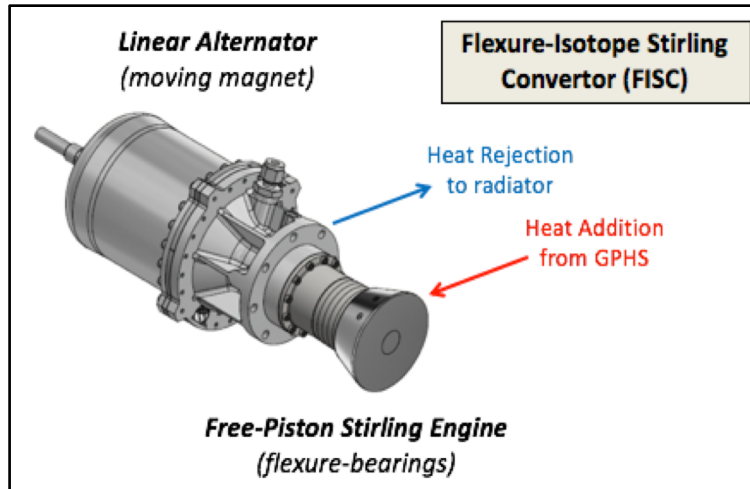 Linear Alternator
(moving magnet)
Flexure-Isotope Stirling
Convertor (FISC)
Heat Rejection
to radiator
Heat Addition
from GPHS
Free-Piston Stirling Engine
(flexure-bearings)